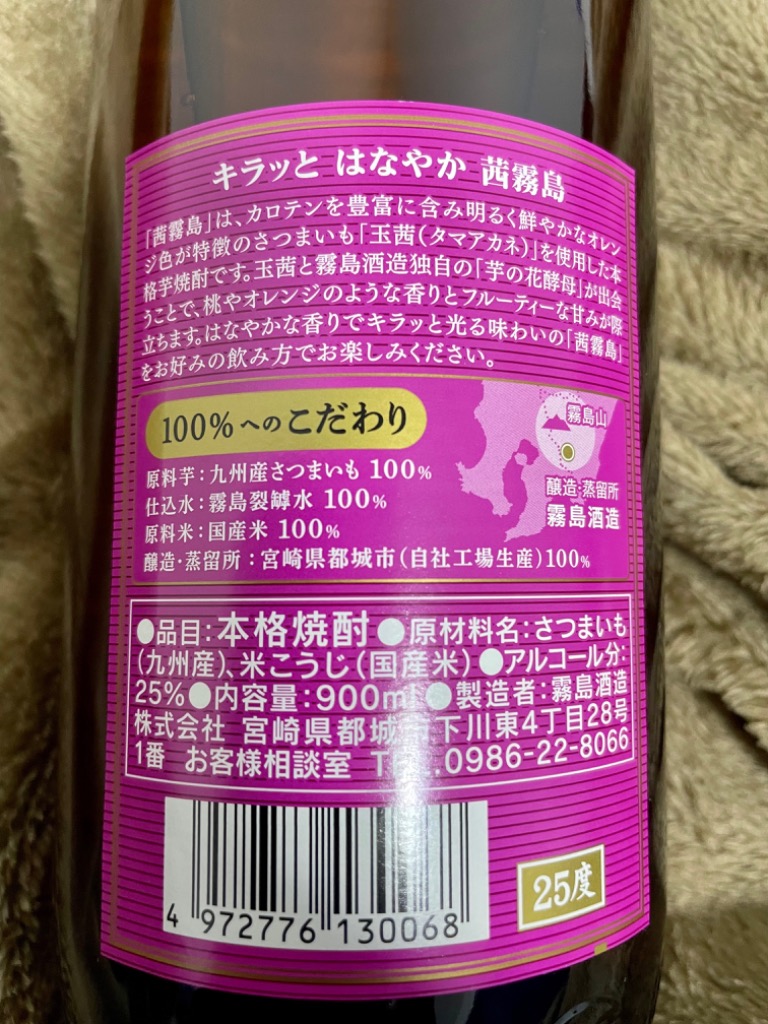 キラッと はなやか 茜霧島
「茜霧島」は、カロテンを豊富に含み明るく鮮やかなオレン
ジ色が特徴のさつまいも「玉茜(タマアカネ)」を使用した本
格芋焼酎です。玉茜と霧島酒造独自の「芋の花酵母」が出会
うことで、桃やオレンジのような香りとフルーティーな甘みが際
立ちます。はなやかな香りでキラッと光る味わいの「茜霧島」
をお好みの飲み方でお楽しみください。
100%へのこだわり
原料芋:九州産さつまいも 100%
仕込水:霧島裂罅水 100%
原料米:国産米 100%
醸造・蒸留所:宮崎県都城市(自社工場生産)100%
霧島山
醸造・蒸留所
霧島酒造
●品目:本格焼酎●原材料名:さつまいも
(九州産)、米こうじ(国産米)●アルコール分:
25%●内容量:900ml●製造者:霧島酒造
株式会社 宮崎県都城市下川東4丁目28号
1番 お客様相談室 TEL.0986-22-8066
4 972776 130068
25度